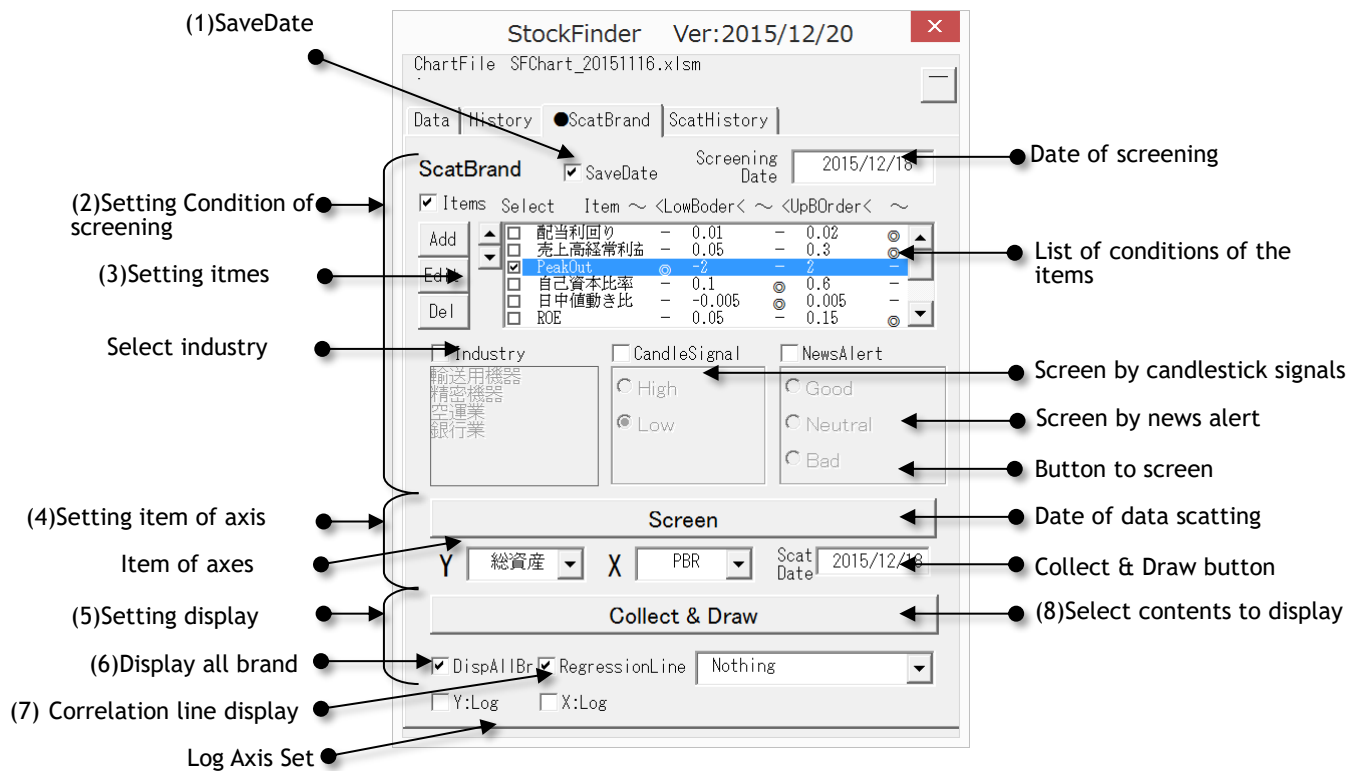 (1)SaveDate
StockFinder Ver:2015/12/20
ChartFile SFChart_20151116.xlsm
Data History ●ScatBrand ScatHistory
ScatBrand
SaveDate
Screening
Date
2015/12/18
Date of screening
(2)Setting Condition of
screening
Items Select Item ～ <LowBoder< ～ <UpBOrder< ～
Add
Edit
Del
配当利回り － 0.01 － 0.02 ◎
売上高経常利益 － 0.05 － 0.3 ◎
PeakOut ◎ -2 － 2 －
自己資本比率 － 0.1 ◎ 0.6 －
日中値動き比 － -0.005 ◎ 0.005 －
ROE － 0.05 － 0.15 ◎
(3)Setting itmes
List of conditions of the
items
Select industry
Industry
輸送用機器
精密機器
空運業
銀行業
CandleSignal
High
Low
NewsAlert
Good
Neutral
Bad
Screen by candlestick signals
Screen by news alert
Button to screen
(4)Setting item of axis
Screen
Date of data scatting
Item of axes
Y 総資産 X PBR
Scat
Date
2015/12/18
Collect & Draw button
(5)Setting display
Collect & Draw
(8)Select contents to display
(6)Display all brand
DispAllBr RegressionLine Nothing
(7) Correlation line display
Y:Log X:Log
Log Axis Set